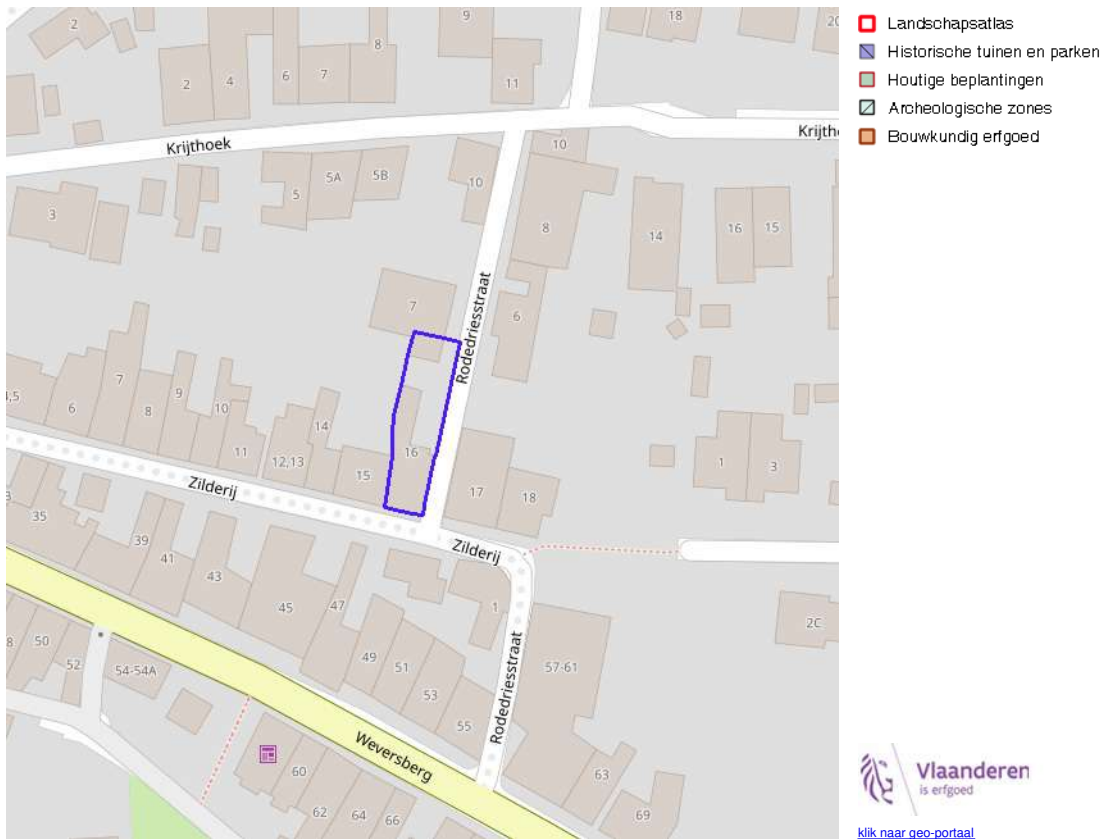 2
4
2
6
7
8
9
11
18
20
Krijthoek
Krijthoek
10
3
5
5A
5B
10
8
14
16
15
7
6
Rodedriesstraat
4,5
6
7
8
9
10
11
12,13
14
15
16
17
18
1
3
Zilderij
Zilderij
35
39
41
43
45
47
49
51
53
55
1
57-61
2C
Rodedriesstraat
8
50
52
54-54A
Weversberg
60
62
64
66
63
69
Landschapsatlas
Historische tuinen en parken
Houtige beplantingen
Archeologische zones
Bouwkundig erfgoed
Vlaanderen
is erfgoed
klik naar geo-portaal